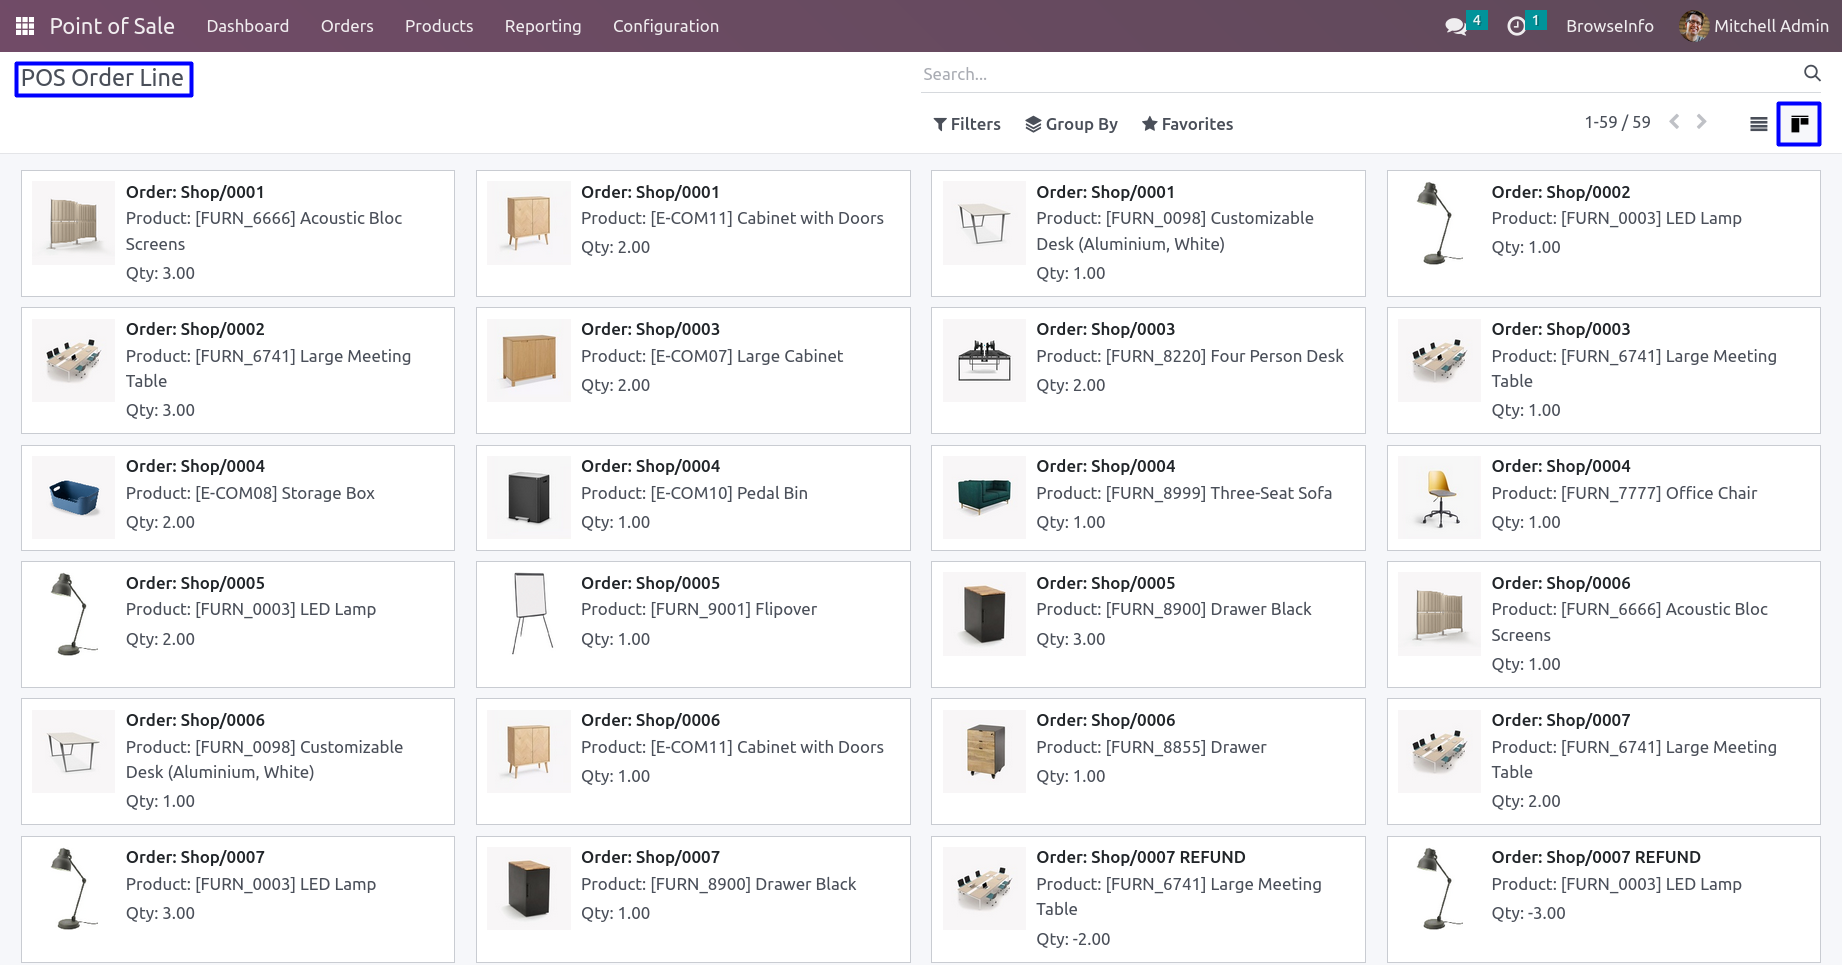 Point of Sale Dashboard Orders Products Reporting Configuration 4 1 BrowseInfo Mitchell Admin
POS Order Line
Search...
Filters Group By Favorites 1-59 / 59
Order: Shop/0001
Product: [FURN_6666] Acoustic Bloc
Screens
Qty: 3.00
Order: Shop/0001
Product: [E-COM11] Cabinet with Doors
Qty: 2.00
Order: Shop/0001
Product: [FURN_0098] Customizable
Desk (Aluminium, White)
Qty: 1.00
Order: Shop/0002
Product: [FURN_0003] LED Lamp
Qty: 1.00
Order: Shop/0002
Product: [FURN_6741] Large Meeting
Table
Qty: 3.00
Order: Shop/0003
Product: [E-COM07] Large Cabinet
Qty: 2.00
Order: Shop/0003
Product: [FURN_8220] Four Person Desk
Qty: 2.00
Order: Shop/0003
Product: [FURN_6741] Large Meeting
Table
Qty: 1.00
Order: Shop/0004
Product: [E-COM08] Storage Box
Qty: 2.00
Order: Shop/0004
Product: [E-COM10] Pedal Bin
Qty: 1.00
Order: Shop/0004
Product: [FURN_8999] Three-Seat Sofa
Qty: 1.00
Order: Shop/0004
Product: [FURN_7777] Office Chair
Qty: 1.00
Order: Shop/0005
Product: [FURN_0003] LED Lamp
Qty: 2.00
Order: Shop/0005
Product: [FURN_9001] Flipover
Qty: 1.00
Order: Shop/0005
Product: [FURN_8900] Drawer Black
Qty: 3.00
Order: Shop/0006
Product: [FURN_6666] Acoustic Bloc
Screens
Qty: 1.00
Order: Shop/0006
Product: [FURN_0098] Customizable
Desk (Aluminium, White)
Qty: 1.00
Order: Shop/0006
Product: [E-COM11] Cabinet with Doors
Qty: 1.00
Order: Shop/0006
Product: [FURN_8855] Drawer
Qty: 1.00
Order: Shop/0007
Product: [FURN_6741] Large Meeting
Table
Qty: 2.00
Order: Shop/0007
Product: [FURN_0003] LED Lamp
Qty: 3.00
Order: Shop/0007
Product: [FURN_8900] Drawer Black
Qty: 1.00
Order: Shop/0007 REFUND
Product: [FURN_6741] Large Meeting
Table
Qty: -2.00
Order: Shop/0007 REFUND
Product: [FURN_0003] LED Lamp
Qty: -3.00